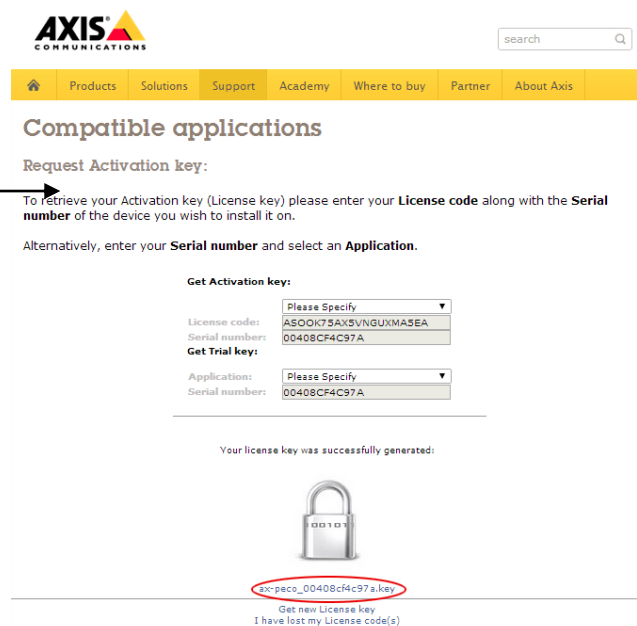 AXIS
COMMUNICATIONS
search
Products Solutions Support Academy Where to buy Partner About Axis
Compatible applications
Request Activation key:
To retrieve your Activation key (License key) please enter your License code along with the Serial
number of the device you wish to install it on.
Alternatively, enter your Serial number and select an Application.
Get Activation key:
Please Specify
License code: ASOOK75AX5VNGUXMA5EA
Serial number: 00408CF4C97A
Get Trial key:
Application: Please Specify
Serial number: 00408CF4C97A
Your license key was successfully generated:
001011
ax-peco_00408cf4c97a.key
Get new License key
I have lost my License code(s)